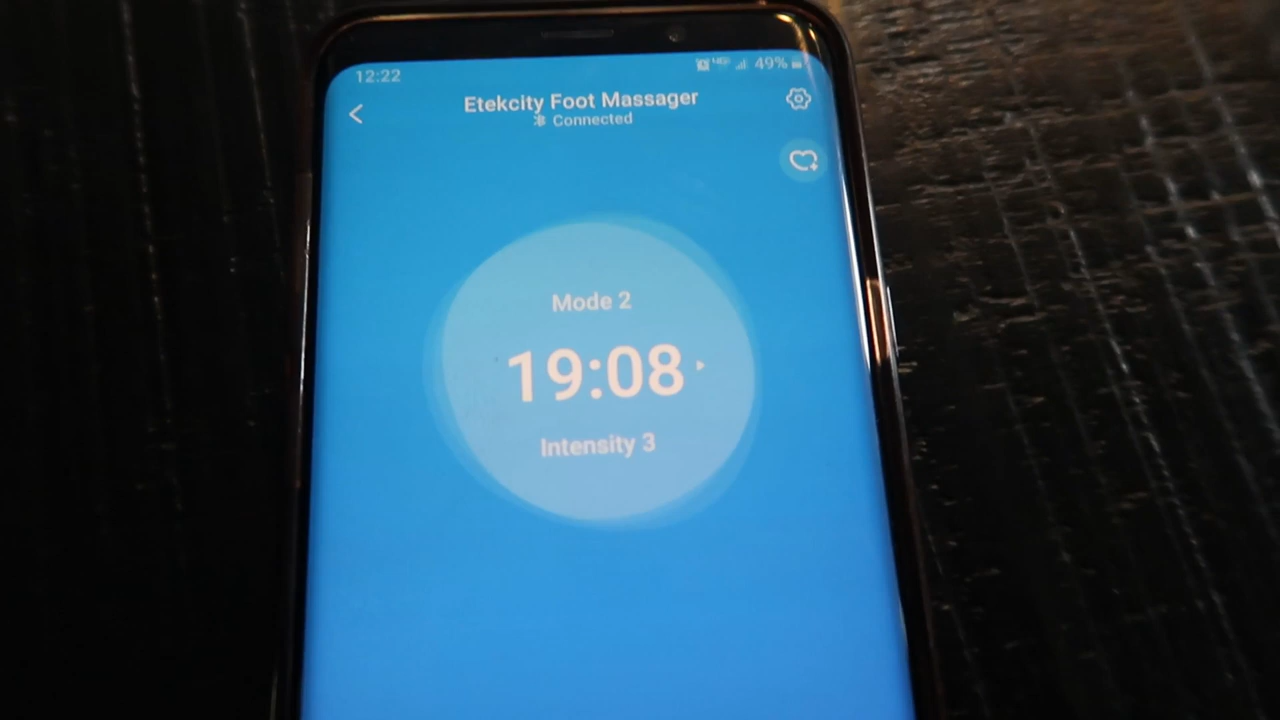 12:22
49%
Etekcity Foot Massager
Connected
Mode 2
19:08
Intensity 3